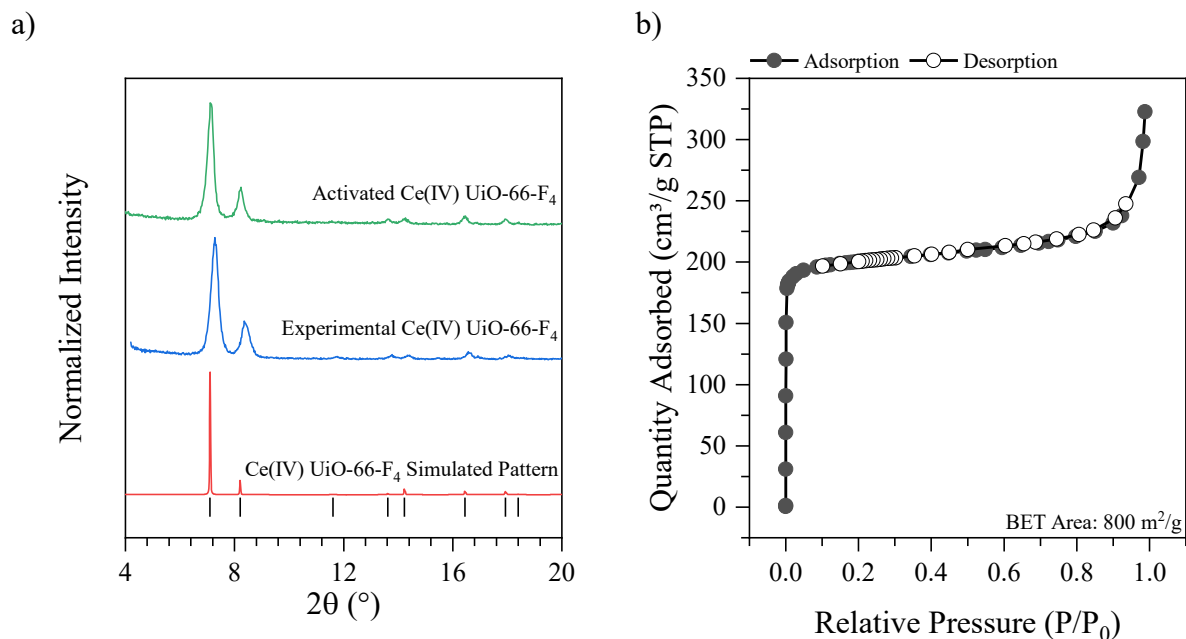 a)
Normalized Intensity
Activated Ce(IV) UiO-66-F₄
Experimental Ce(IV) UiO-66-F₄
Ce(IV) UiO-66-F₄ Simulated Pattern
4 8 12 16 20
2θ (°)
b)
Adsorption Desorption
Quantity Adsorbed (cm³/g STP)
350
300
250
200
150
100
50
0
BET Area: 800 m²/g
0.0 0.2 0.4 0.6 0.8 1.0
Relative Pressure (P/P₀)